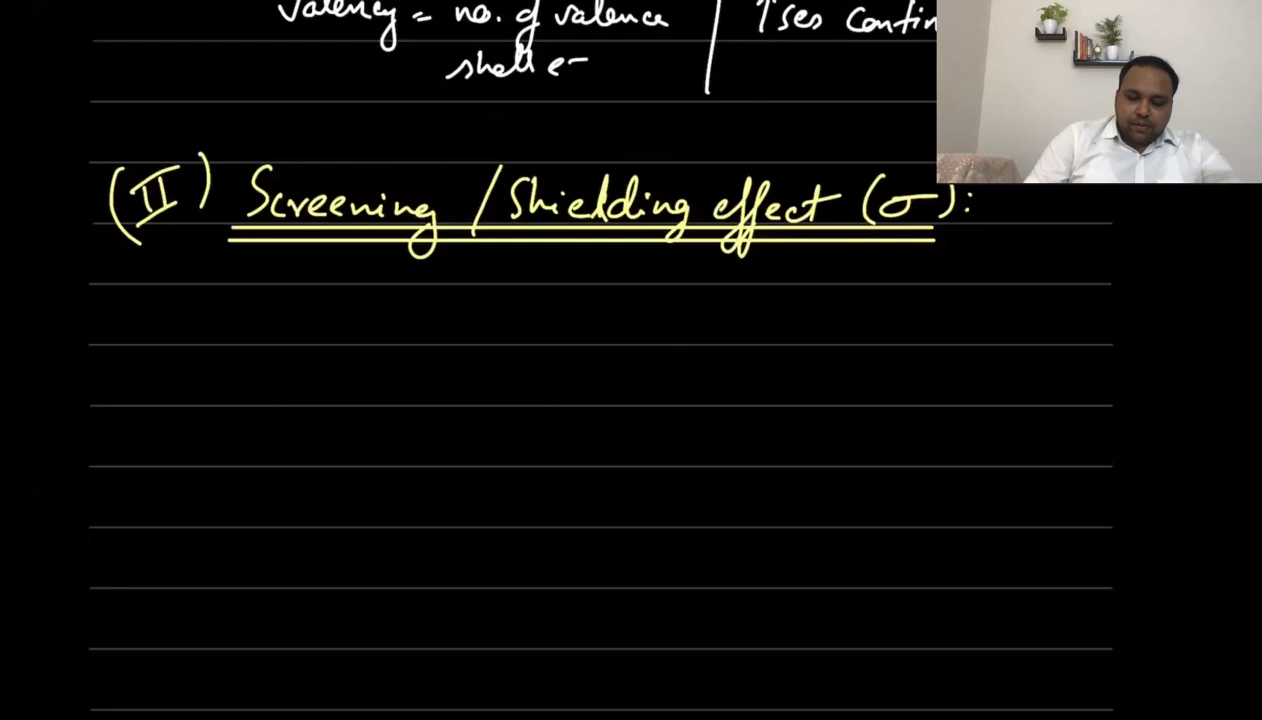 Valency = no. of valence | ↑ses contin
shell e-
(II) Screening / Shielding effect (σ):